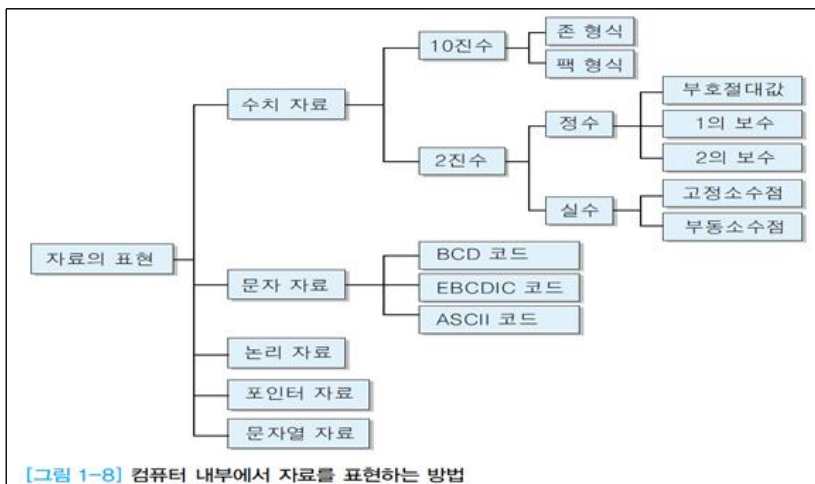 자료의 표현
수치 자료
10진수
존 형식
팩 형식
2진수
정수
부호절대값
1의 보수
2의 보수
실수
고정소수점
부동소수점
문자 자료
BCD 코드
EBCDIC 코드
ASCII 코드
논리 자료
포인터 자료
문자열 자료
[그림 1-8] 컴퓨터 내부에서 자료를 표현하는 방법